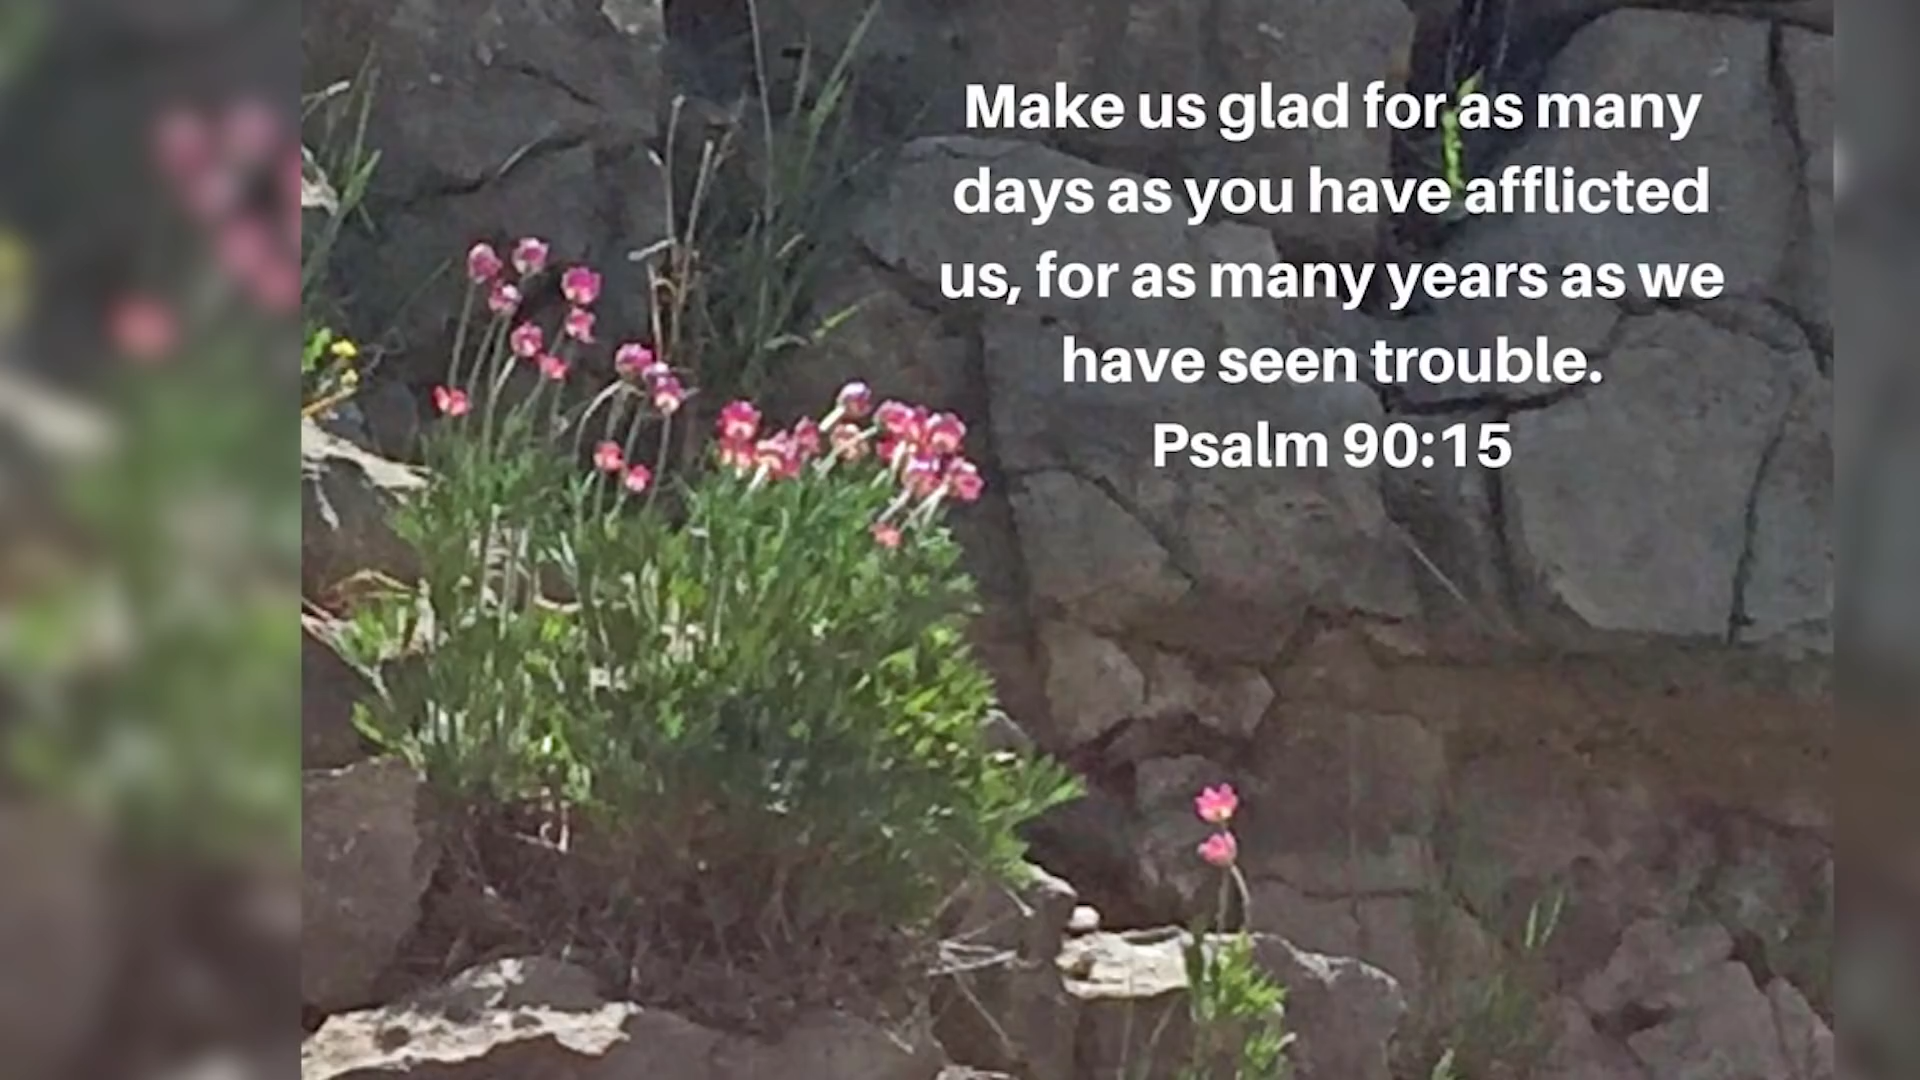 Make us glad for as many
days as you have afflicted
us, for as many years as we
have seen trouble.
Psalm 90:15